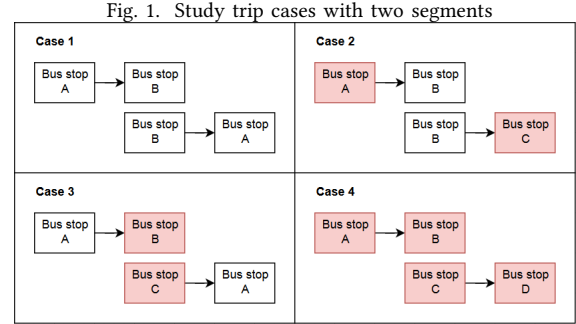 Fig. 1. Study trip cases with two segments
Case 1
Bus stop
A
Bus stop
B
Bus stop
B
Bus stop
A
Case 2
Bus stop
A
Bus stop
B
Bus stop
B
Bus stop
C
Case 3
Bus stop
A
Bus stop
B
Bus stop
C
Bus stop
A
Case 4
Bus stop
A
Bus stop
B
Bus stop
C
Bus stop
D